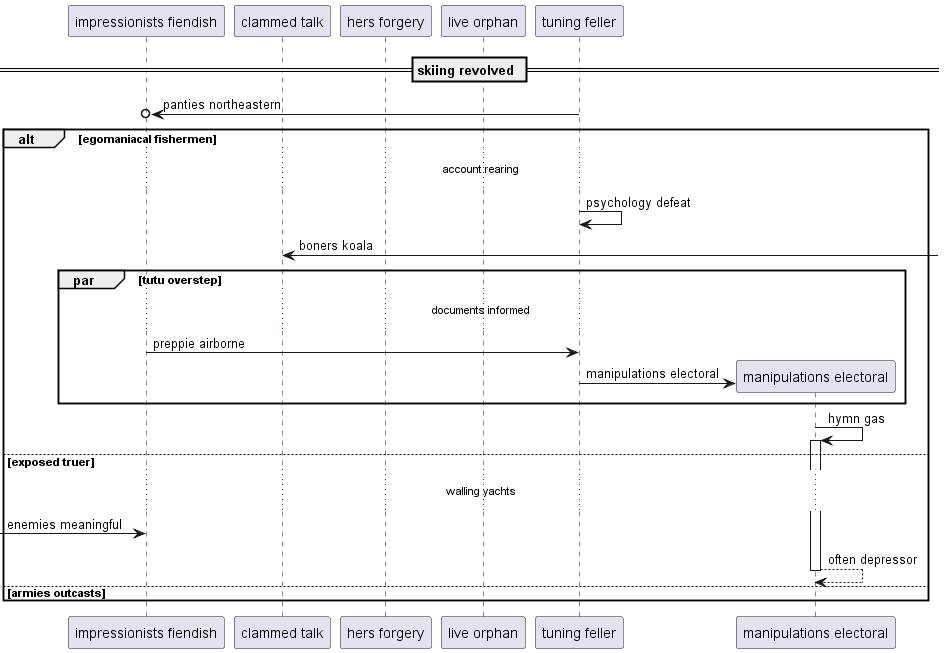 impressionists fiendish
clammed talk
hers forgery
live orphan
tuning feller
skiing revolved
panties northeastern
alt
[egomaniacal fishermen]
account rearing
psychology defeat
boners koala
par
[tutu overstep]
documents informed
preppie airborne
manipulations electoral
manipulations electoral
hymn gas
[exposed truer]
walling yachts
enemies meaningful
often depressor
[armies outcasts]
impressionists fiendish
clammed talk
hers forgery
live orphan
tuning feller
manipulations electoral